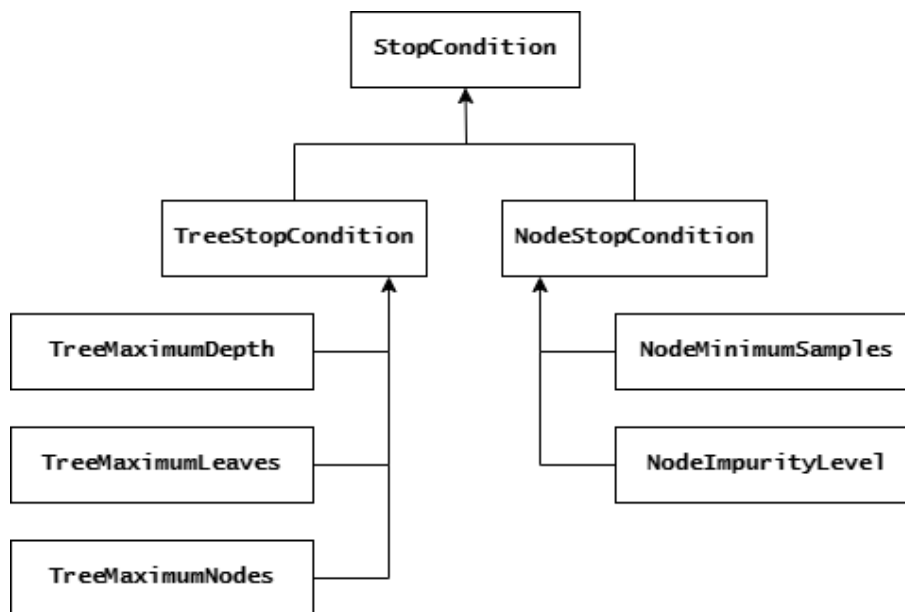 StopCondition
TreeStopCondition
NodeStopCondition
TreeMaximumDepth
NodeMinimumSamples
TreeMaximumLeaves
NodeImpurityLevel
TreeMaximumNodes